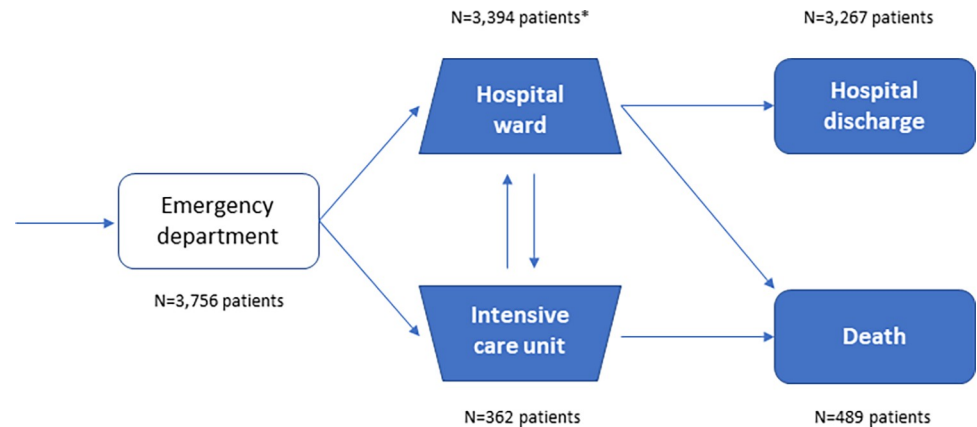 N=3,394 patients*
N=3,267 patients
Hospital
ward
Hospital
discharge
Emergency
department
N=3,756 patients
Intensive
care unit
Death
N=362 patients
N=489 patients